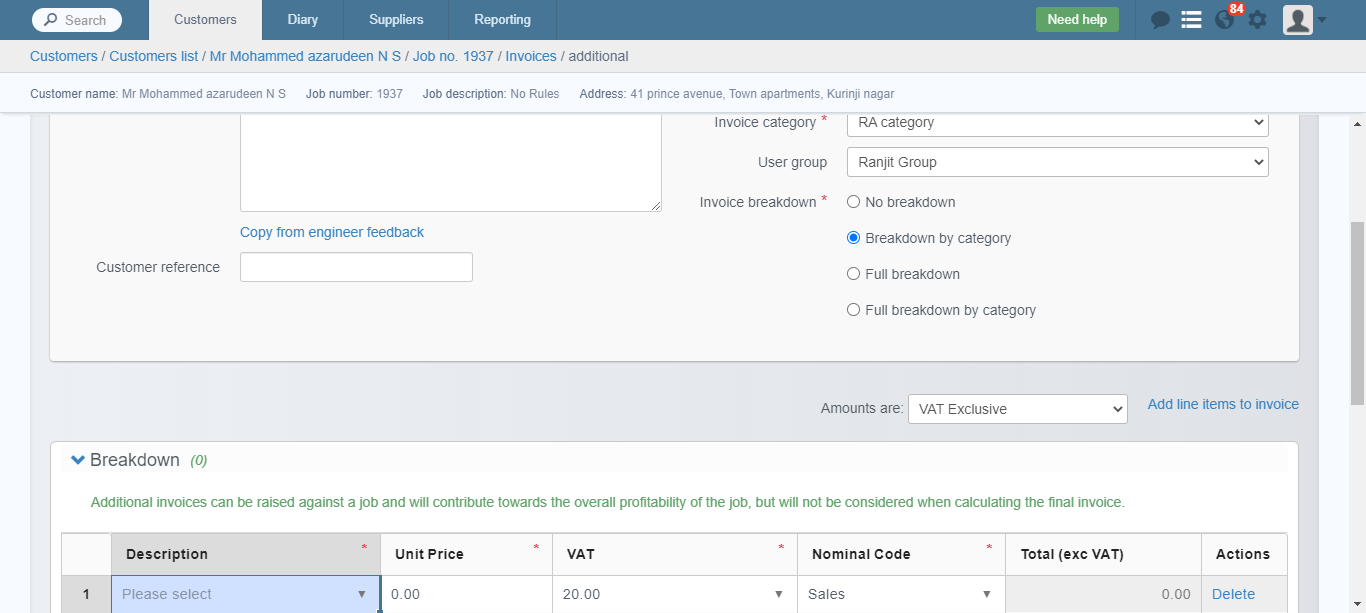 Search Customers Diary Suppliers Reporting Need help 84
Customers / Customers list / Mr Mohammed azarudeen N S / Job no. 1937 / Invoices / additional
Customer name: Mr Mohammed azarudeen N S Job number: 1937 Job description: No Rules Address: 41 prince avenue, Town apartments, Kurinji nagar
Invoice category * RA category
User group Ranjit Group
Invoice breakdown * No breakdown
Copy from engineer feedback
Breakdown by category
Customer reference
Full breakdown
Full breakdown by category
Amounts are: VAT Exclusive Add line items to invoice
Breakdown (0)
Additional invoices can be raised against a job and will contribute towards the overall profitability of the job, but will not be considered when calculating the final invoice.
Description * Unit Price * VAT * Nominal Code * Total (exc VAT) Actions
1 Please select 0.00 20.00 Sales 0.00 Delete